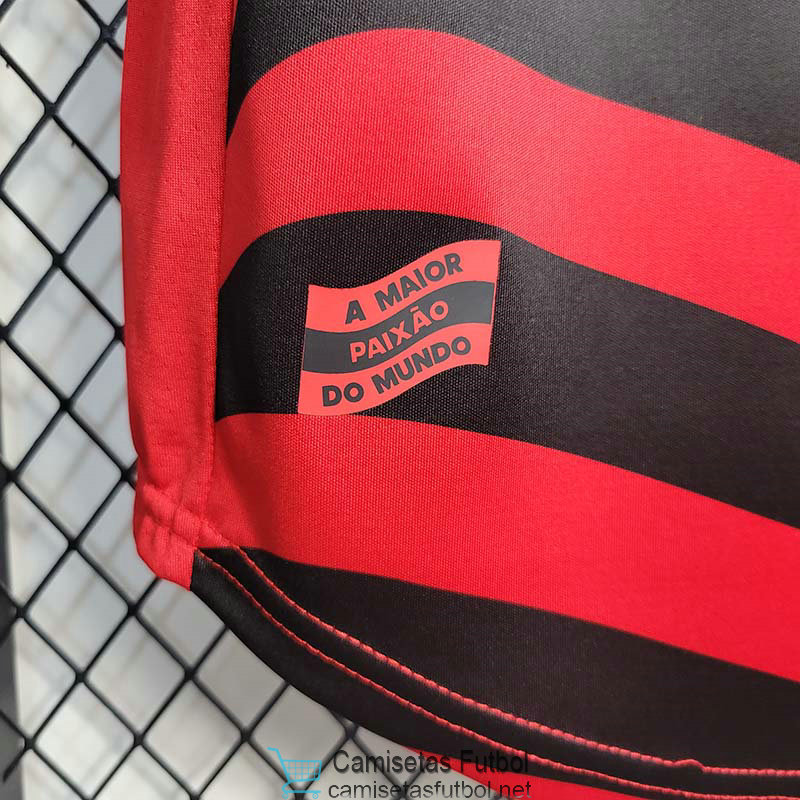 A MAIOR
PAIXÃO
DO MUNDO
Camisetas Futbol
camisetasfutbol.net